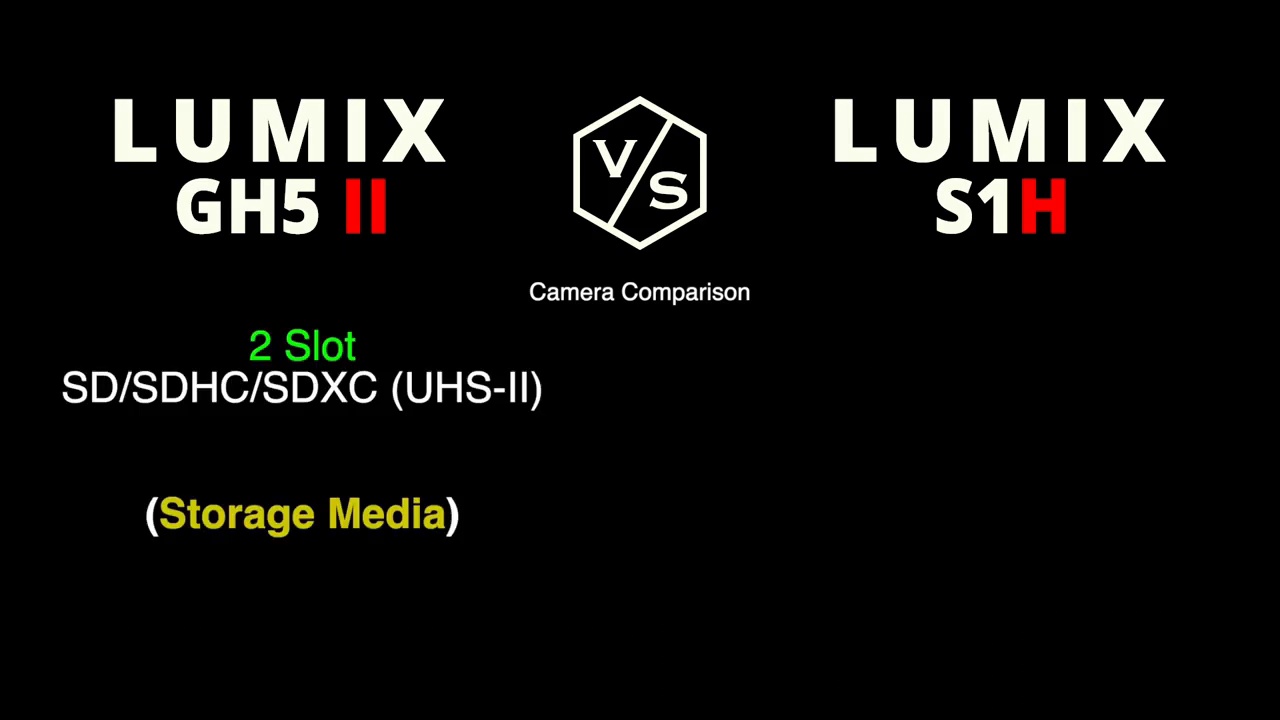 LUMIX
GH5 II
V/S
LUMIX
S1H
Camera Comparison
2 Slot
SD/SDHC/SDXC (UHS-II)
(Storage Media)